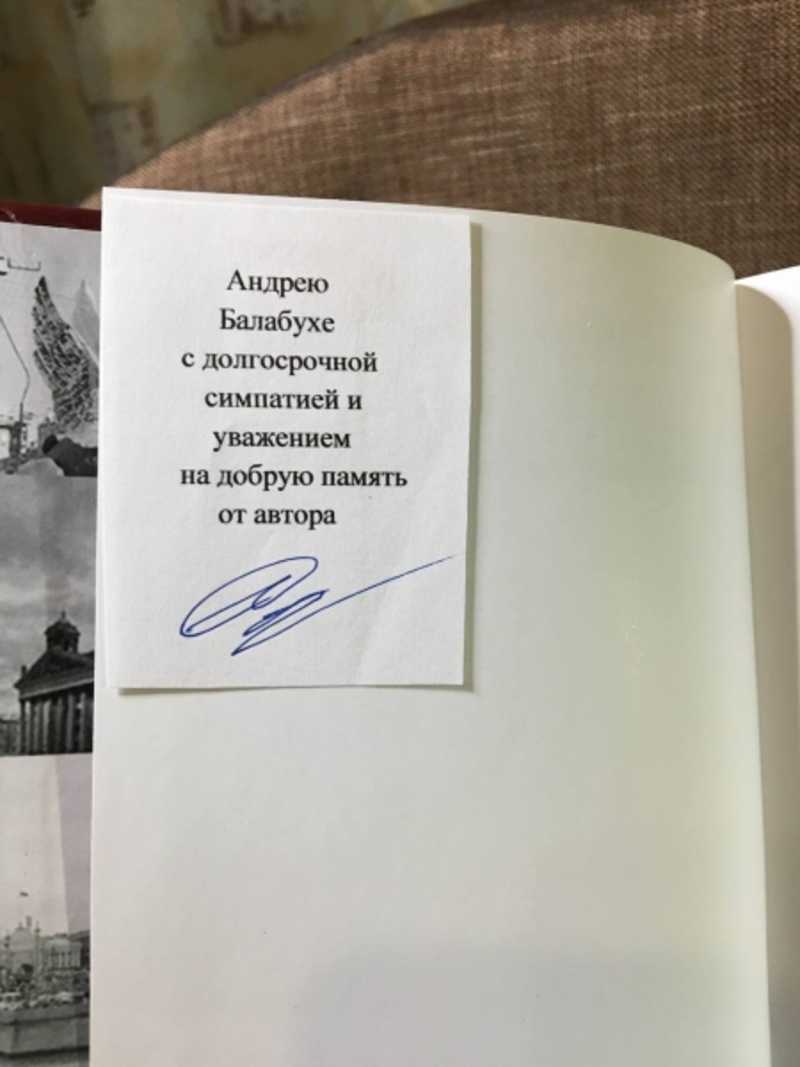 Андрею
Балабухе
с долгосрочной
симпатией и
уважением
на добрую память
от автора